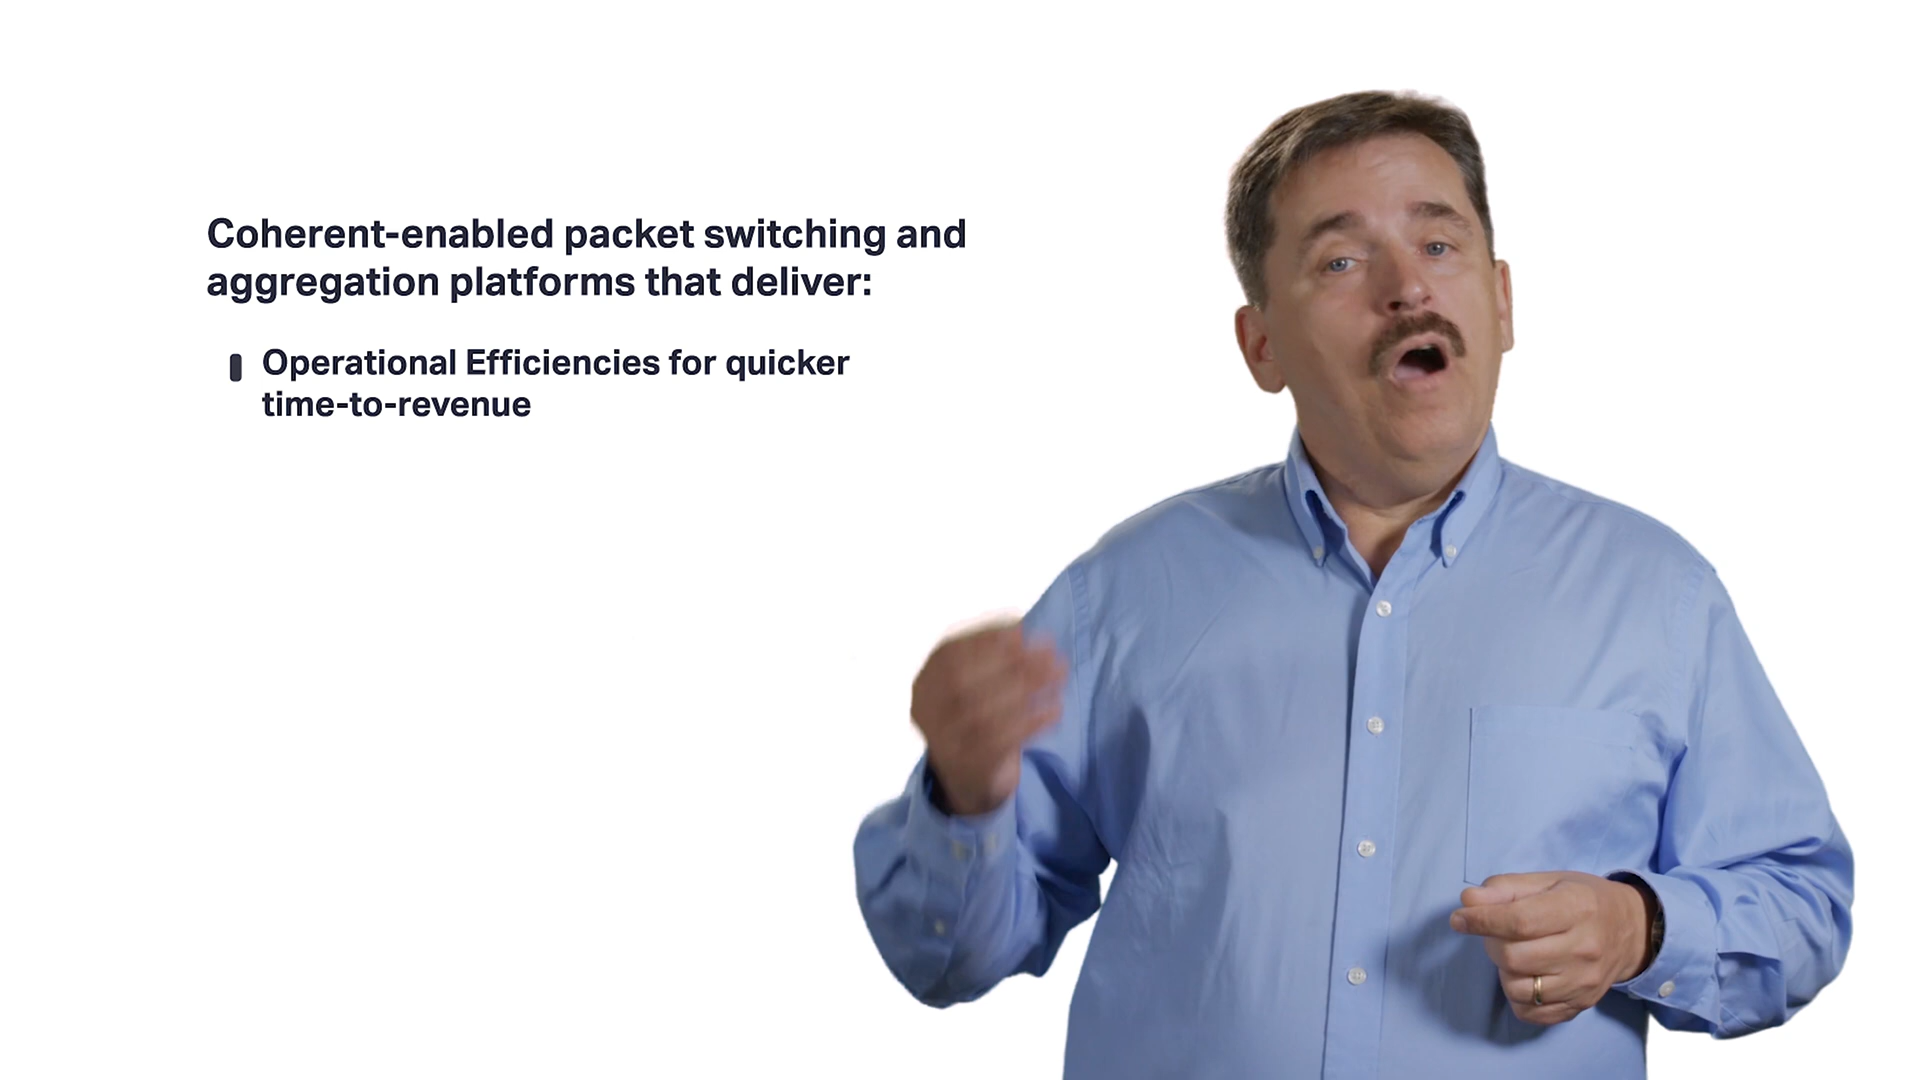 Coherent-enabled packet switching and
aggregation platforms that deliver:
Operational Efficiencies for quicker
time-to-revenue